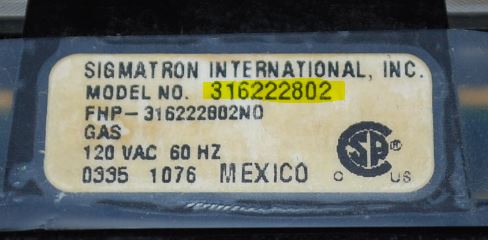 SIGMATRON INTERNATIONAL, INC.
MODEL NO. 316222802
FHP-316222802NO
GAS
120 VAC 60 HZ
0335 1076 MEXICO
C US